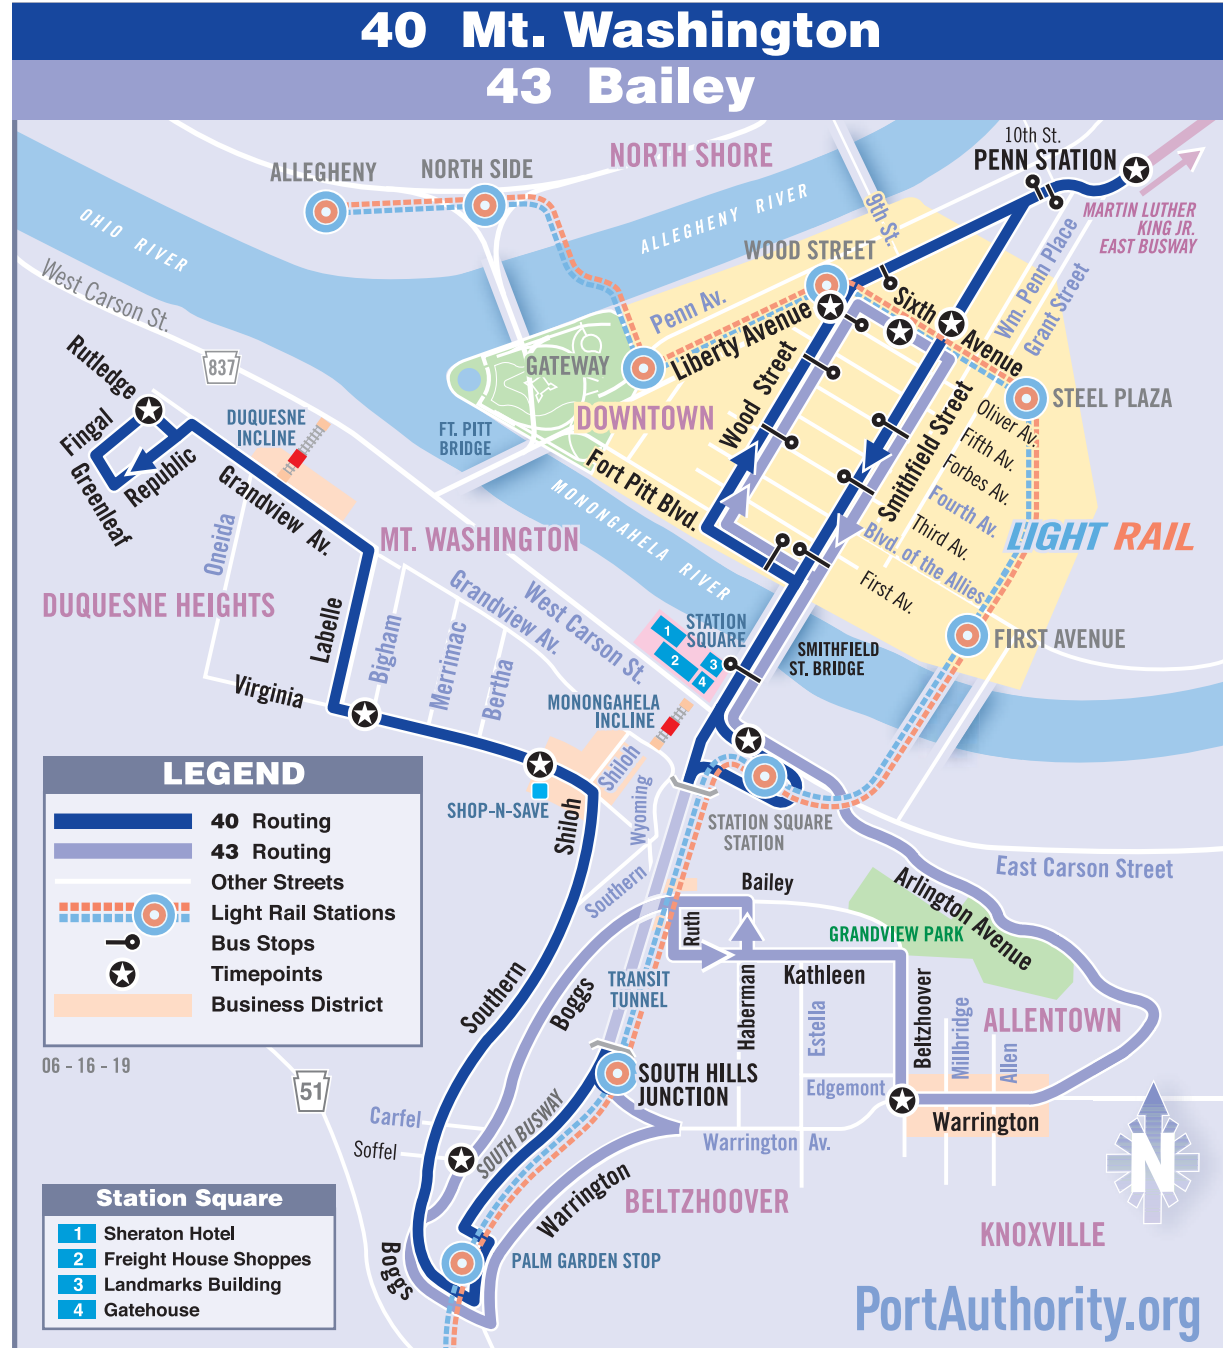 40 Mt. Washington
43 Bailey
10th St.
PENN STATION
MARTIN LUTHER
KING JR.
EAST BUSWAY
NORTH SHORE
ALLEGHENY
NORTH SIDE
OHIO RIVER
ALLEGHENY RIVER
9th St.
WOOD STREET
West Carson St.
837
Penn Av.
Liberty Avenue
Sixth
Avenue
Wm. Penn Place
Grant Street
Rutledge
Fingal
Greenleaf
Republic
DUQUESNE
INCLINE
Grandview Av.
GATEWAY
DOWNTOWN
FT. PITT
BRIDGE
Wood Street
Smithfield Street
STEEL PLAZA
Oliver Av.
Fifth Av.
Forbes Av.
Fourth Av.
Third Av.
Blvd. of the Allies
First Av.
Fort Pitt Blvd.
MONONGAHELA RIVER
LIGHT RAIL
Oneida
MT. WASHINGTON
DUQUESNE HEIGHTS
Labelle
Virginia
Bigham
Merrimac
Bertha
Grandview Av.
West Carson St.
STATION
SQUARE
1
2
3
4
SMITHFIELD
ST. BRIDGE
FIRST AVENUE
MONONGAHELA
INCLINE
Shiloh
Wyoming
SHOP-N-SAVE
Shiloh
STATION SQUARE
STATION
East Carson Street
LEGEND
40 Routing
43 Routing
Other Streets
Light Rail Stations
Bus Stops
Timepoints
Business District
06 - 16 - 19
Southern
Bailey
Ruth
Arlington Avenue
GRANDVIEW PARK
Kathleen
Southern
Boggs
TRANSIT
TUNNEL
Haberman
Estella
Beltzhoover
Millbridge
Allen
ALLENTOWN
SOUTH HILLS
JUNCTION
Edgemont
Warrington
Warrington Av.
51
Carfel
Soffel
SOUTH BUSWAY
Warrington
BELTZHOOVER
N
KNOXVILLE
Boggs
PALM GARDEN STOP
Station Square
1 Sheraton Hotel
2 Freight House Shoppes
3 Landmarks Building
4 Gatehouse
PortAuthority.org